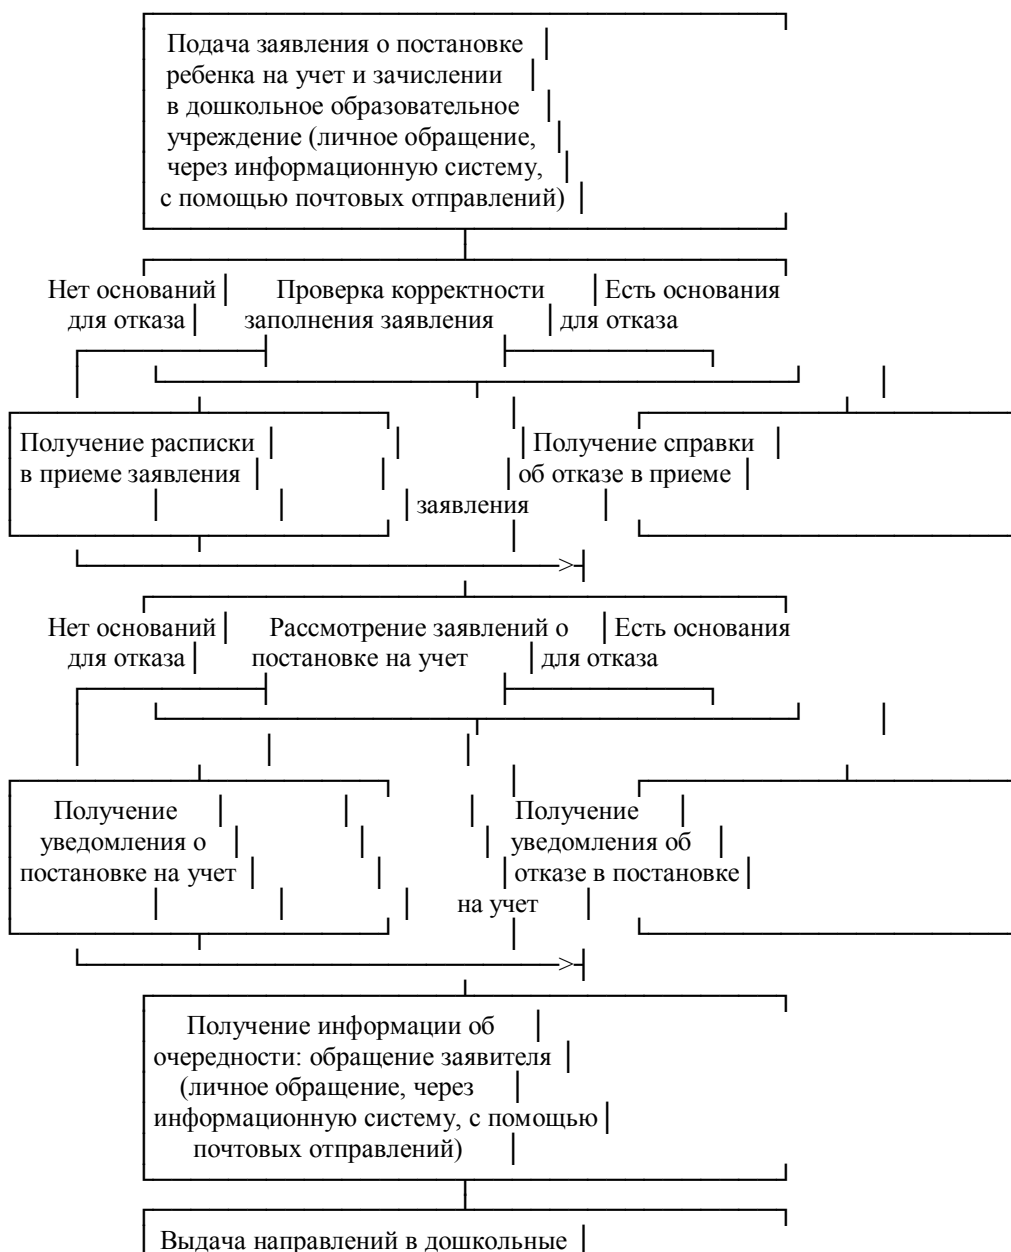 Подача заявления о постановке
ребенка на учет и зачислении
в дошкольное образовательное
учреждение (личное обращение,
через информационную систему,
с помощью почтовых отправлений)
Нет оснований Проверка корректности Есть основания
для отказа заполнения заявления для отказа
Получение расписки Получение справки
в приеме заявления об отказе в приеме
заявления
Нет оснований Рассмотрение заявлений о Есть основания
для отказа постановке на учет для отказа
Получение Получение
уведомления о уведомления об
постановке на учет отказе в постановке
на учет
Получение информации об
очередности: обращение заявителя
(личное обращение, через
информационную систему, с помощью
почтовых отправлений)
Выдача направлений в дошкольные